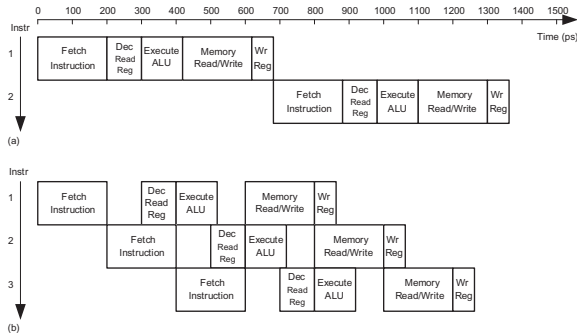 0 100 200 300 400 500 600 700 800 900 1000 1100 1200 1300 1400 1500
Instr
Time (ps)
1
Fetch
Instruction
Dec
Read
Reg
Execute
ALU
Memory
Read/Write
Wr
Reg
2
Fetch
Instruction
Dec
Read
Reg
Execute
ALU
Memory
Read/Write
Wr
Reg
(a)
Instr
1
Fetch
Instruction
Dec
Read
Reg
Execute
ALU
Memory
Read/Write
Wr
Reg
2
Fetch
Instruction
Dec
Read
Reg
Execute
ALU
Memory
Read/Write
Wr
Reg
3
Fetch
Instruction
Dec
Read
Reg
Execute
ALU
Memory
Read/Write
Wr
Reg
(b)